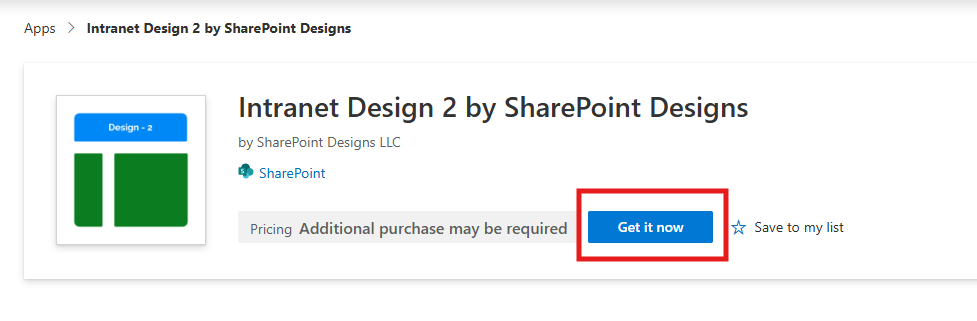 Apps > Intranet Design 2 by SharePoint Designs
Design - 2
Intranet Design 2 by SharePoint Designs
by SharePoint Designs LLC
S SharePoint
Pricing Additional purchase may be required Get it now Save to my list